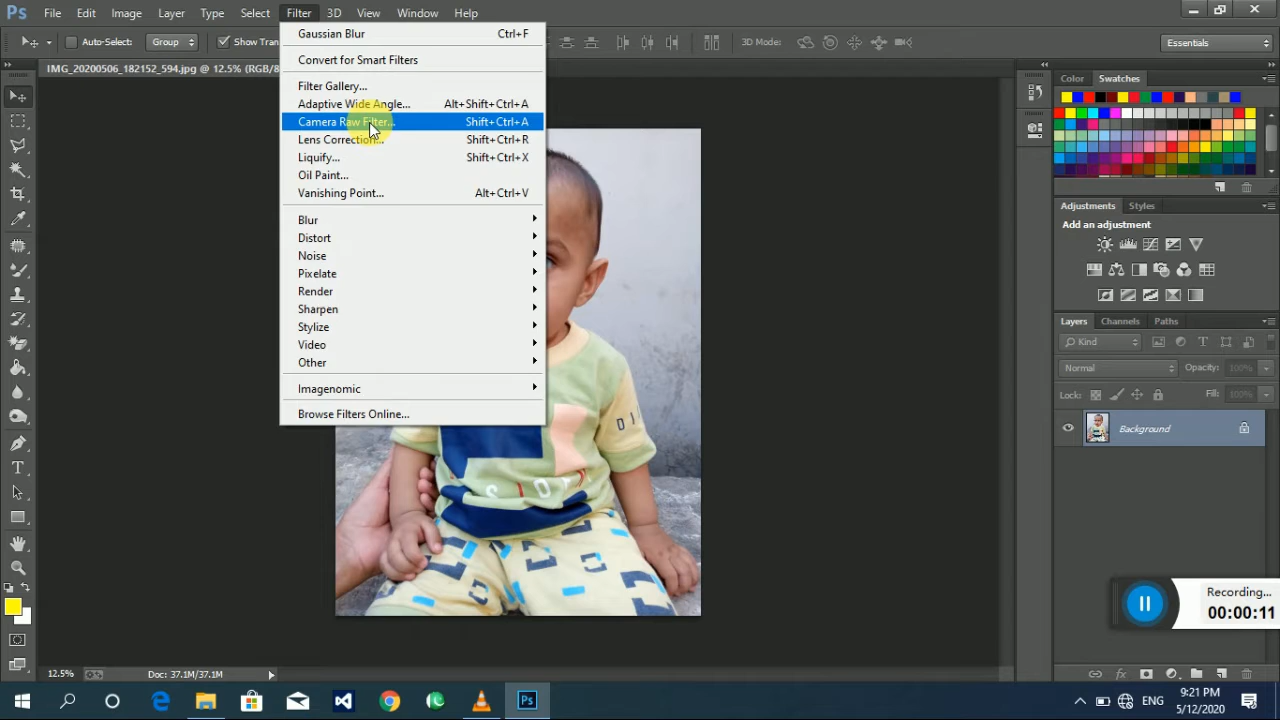 Ps File Edit Image Layer Type Select Filter 3D View Window Help
Auto-Select: Group Show Tran 3D Mode: Essentials
IMG_20200506_182152_594.jpg @ 12.5% (RGB/8
Gaussian Blur Ctrl+F
Convert for Smart Filters
Filter Gallery...
Adaptive Wide Angle... Alt+Shift+Ctrl+A
Camera Raw Filter... Shift+Ctrl+A
Lens Correction... Shift+Ctrl+R
Liquify... Shift+Ctrl+X
Oil Paint...
Vanishing Point... Alt+Ctrl+V
Blur
Distort
Noise
Pixelate
Render
Sharpen
Stylize
Video
Other
Imagenomic
Browse Filters Online...
Color Swatches
Adjustments Styles
Add an adjustment
Layers Channels Paths
Kind
Normal Opacity: 100%
Lock: Fill: 100%
Background
Recording...
00:00:11
12.5% Doc: 37.1M/37.1M
Ps ENG 9:21 PM
5/12/2020